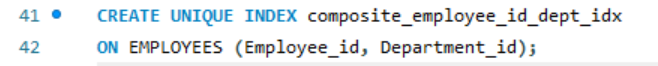 41 CREATE UNIQUE INDEX composite_employee_id_dept_idx
42 ON EMPLOYEES (Employee_id, Department_id);